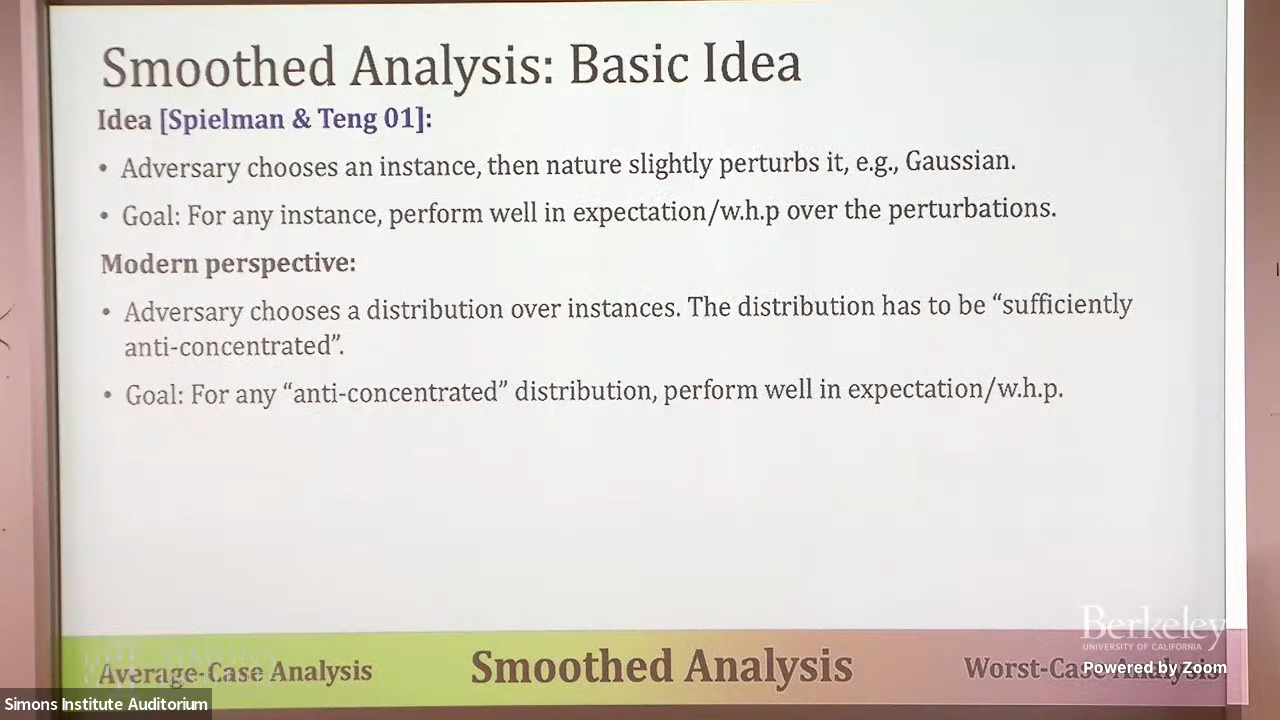 Smoothed Analysis: Basic Idea
Idea [Spielman & Teng 01]:
• Adversary chooses an instance, then nature slightly perturbs it, e.g., Gaussian.
• Goal: For any instance, perform well in expectation/w.h.p over the perturbations.
Modern perspective:
• Adversary chooses a distribution over instances. The distribution has to be “sufficiently
anti-concentrated”.
• Goal: For any “anti-concentrated” distribution, perform well in expectation/w.h.p.
Berkeley
UNIVERSITY OF CALIFORNIA
Average-Case Analysis
Smoothed Analysis
Worst-Case Analysis
Powered by Zoom
Simons Institute Auditorium